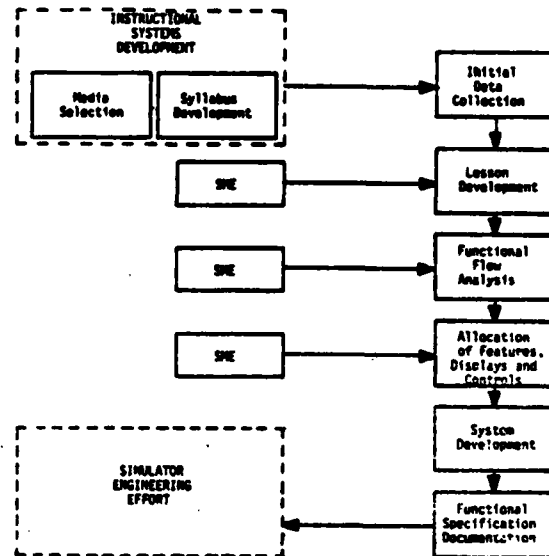 INSTRUCTIONAL
SYSTEMS
DEVELOPMENT
Media
Selection
Syllabus
Development
Initial
Data
Collection
SME
Lesson
Development
SME
Functional
Flow
Analysis
SME
Allocation
of Features,
Displays and
Controls
System
Development
SIMULATOR
ENGINEERING
EFFORT
Functional
Specification
Documentation